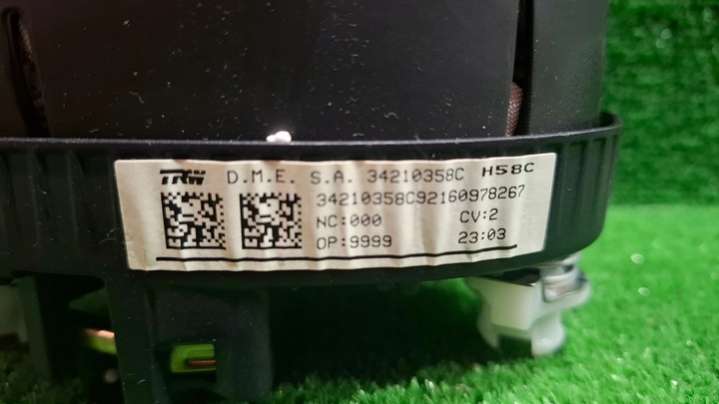 TRW D.M.E. S.A. 34210358C H58C
34210358C92160978267
NC:000 CV:2
OP:9999 23:03